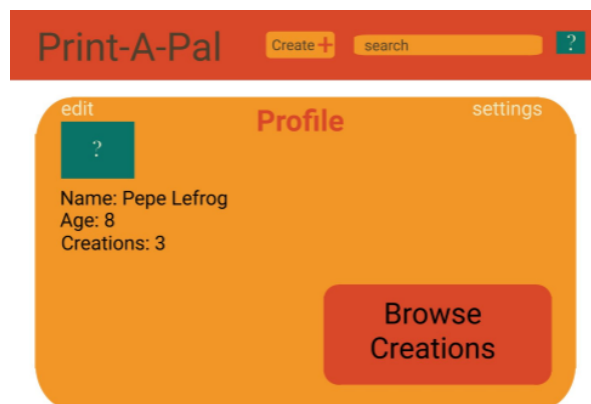 Print-A-Pal Create + search ?
edit Profile settings
?
Name: Pepe Lefrog
Age: 8
Creations: 3
Browse
Creations